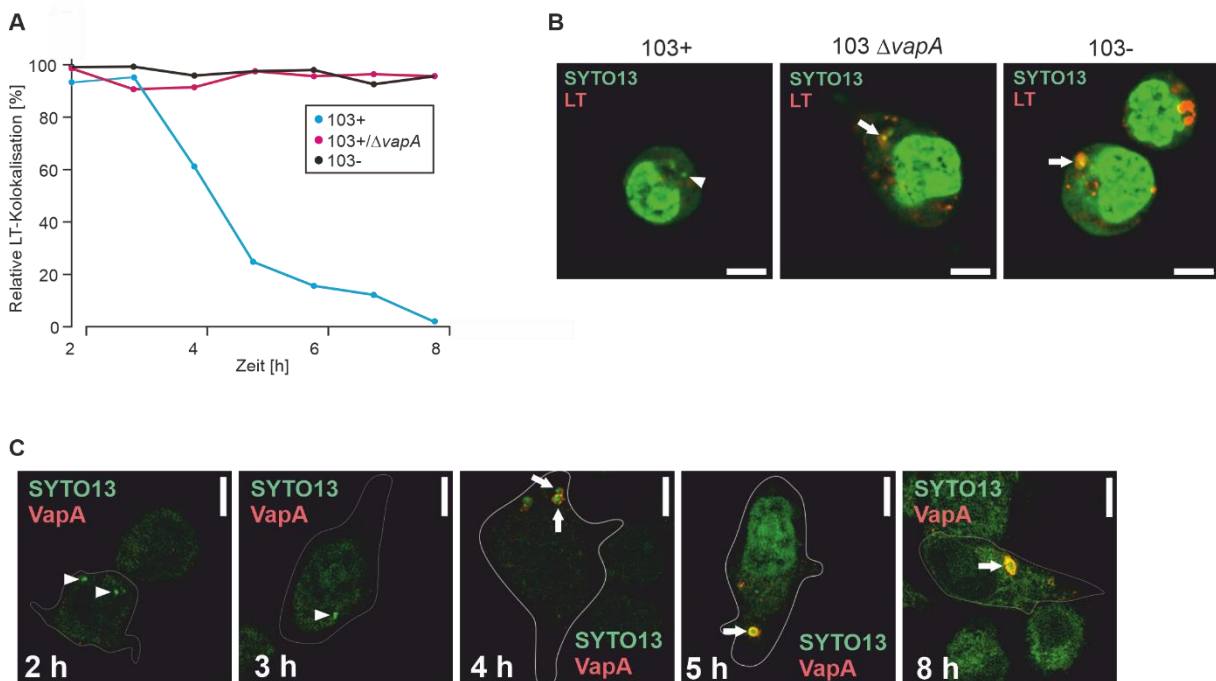 A
Relative LT-Kolokalisation [%]
100
80
60
40
20
0
103+
103+/ΔvapA
103-
2
4
6
8
Zeit [h]
B
103+
103 ΔvapA
103-
SYTO13
LT
SYTO13
LT
SYTO13
LT
C
SYTO13
VapA
2 h
SYTO13
VapA
3 h
4 h
SYTO13
VapA
5 h
SYTO13
VapA
SYTO13
VapA
8 h